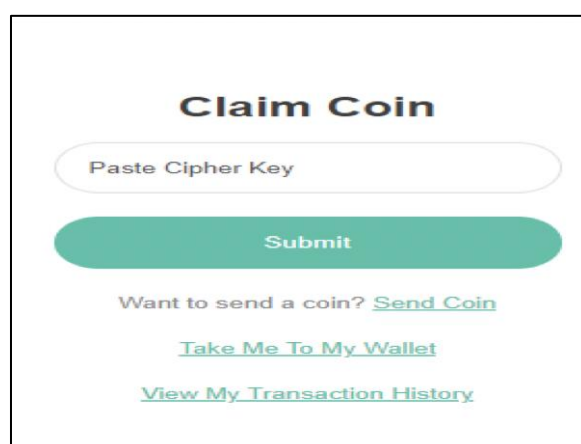 Claim Coin
Paste Cipher Key
Submit
Want to send a coin? Send Coin
Take Me To My Wallet
View My Transaction History